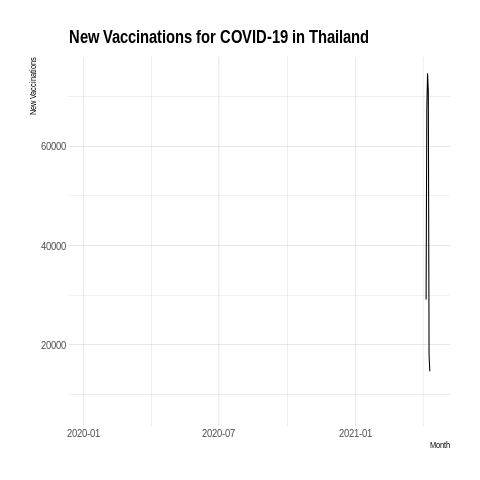 New Vaccinations for COVID-19 in Thailand
New Vaccinations
60000
40000
20000
2020-01
2020-07
2021-01
Month